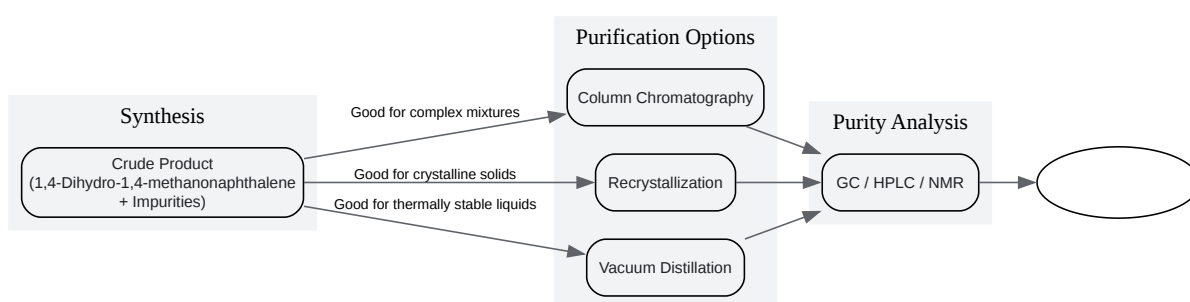 Synthesis
Crude Product
(1,4-Dihydro-1,4-methanonaphthalene
+ Impurities)
Good for complex mixtures
Good for crystalline solids
Good for thermally stable liquids
Purification Options
Column Chromatography
Recrystallization
Vacuum Distillation
Purity Analysis
GC / HPLC / NMR